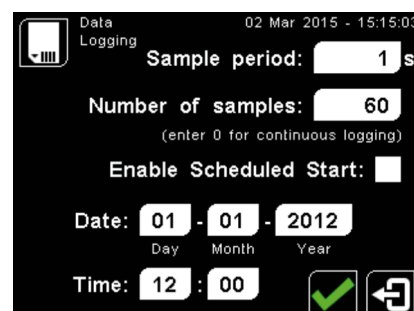 Data 02 Mar 2015 - 15:15:03
Logging
Sample period: 1 s
Number of samples: 60
(enter 0 for continuous logging)
Enable Scheduled Start:
Date: 01 - 01 - 2012
Day Month Year
Time: 12 : 00